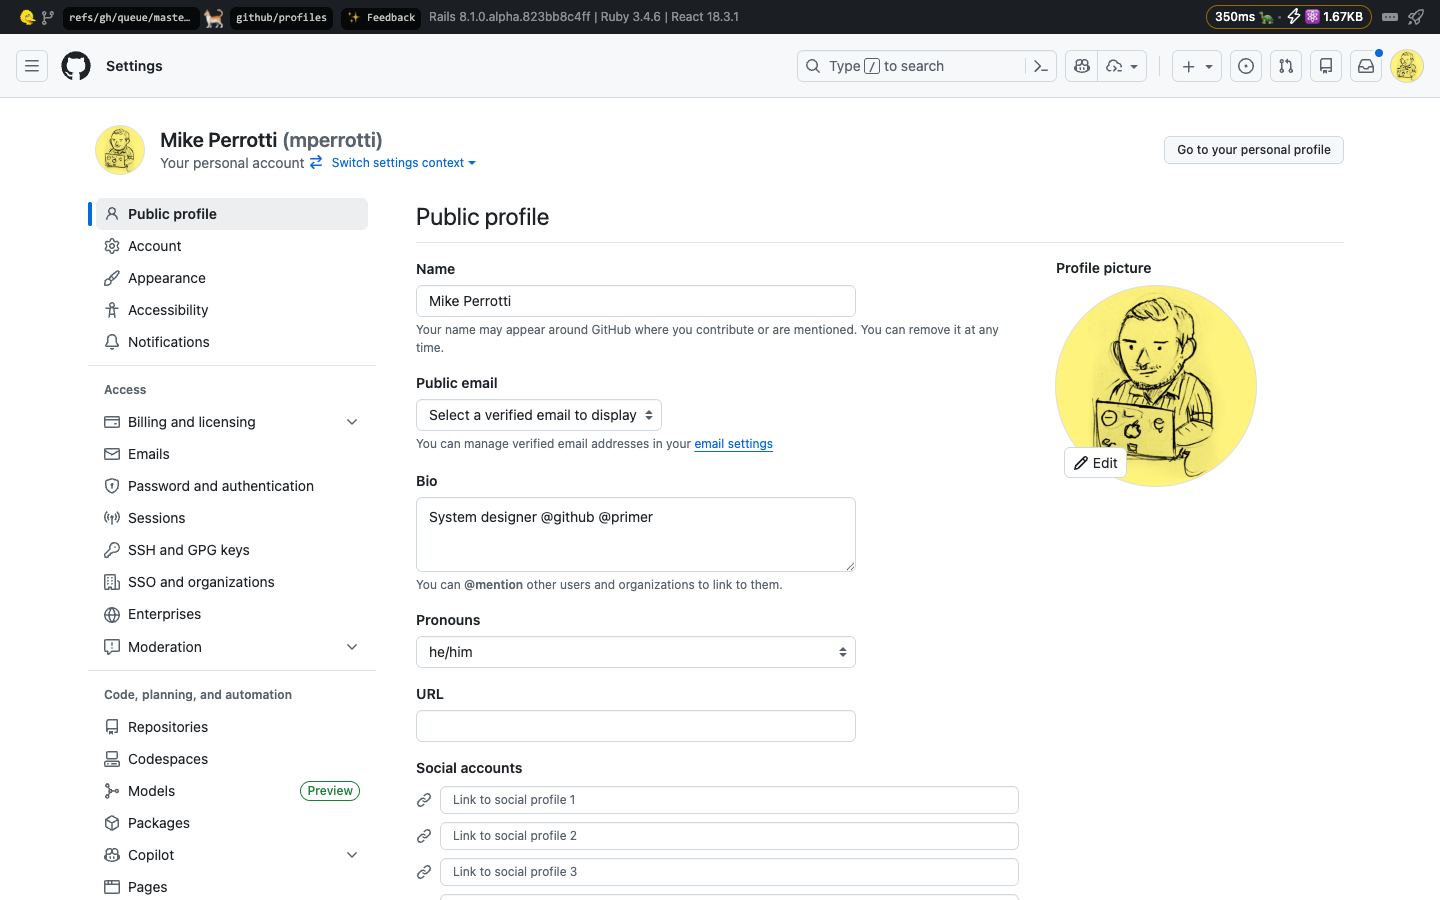 refs/gh/queue/maste…
github/profiles
✨ Feedback
Rails 8.1.0.alpha.823bb8c4ff | Ruby 3.4.6 | React 18.3.1
350ms
1.67KB
Settings
Type / to search
Mike Perrotti (mperrotti)
Your personal account
Switch settings context
Go to your personal profile
Public profile
Account
Appearance
Accessibility
Notifications
Access
Billing and licensing
Emails
Password and authentication
Sessions
SSH and GPG keys
SSO and organizations
Enterprises
Moderation
Code, planning, and automation
Repositories
Codespaces
Models
Preview
Packages
Copilot
Pages
Public profile
Name
Mike Perrotti
Your name may appear around GitHub where you contribute or are mentioned. You can remove it at any
time.
Public email
Select a verified email to display
You can manage verified email addresses in your email settings
Bio
System designer @github @primer
You can @mention other users and organizations to link to them.
Pronouns
he/him
URL
Social accounts
Link to social profile 1
Link to social profile 2
Link to social profile 3
Profile picture
Edit